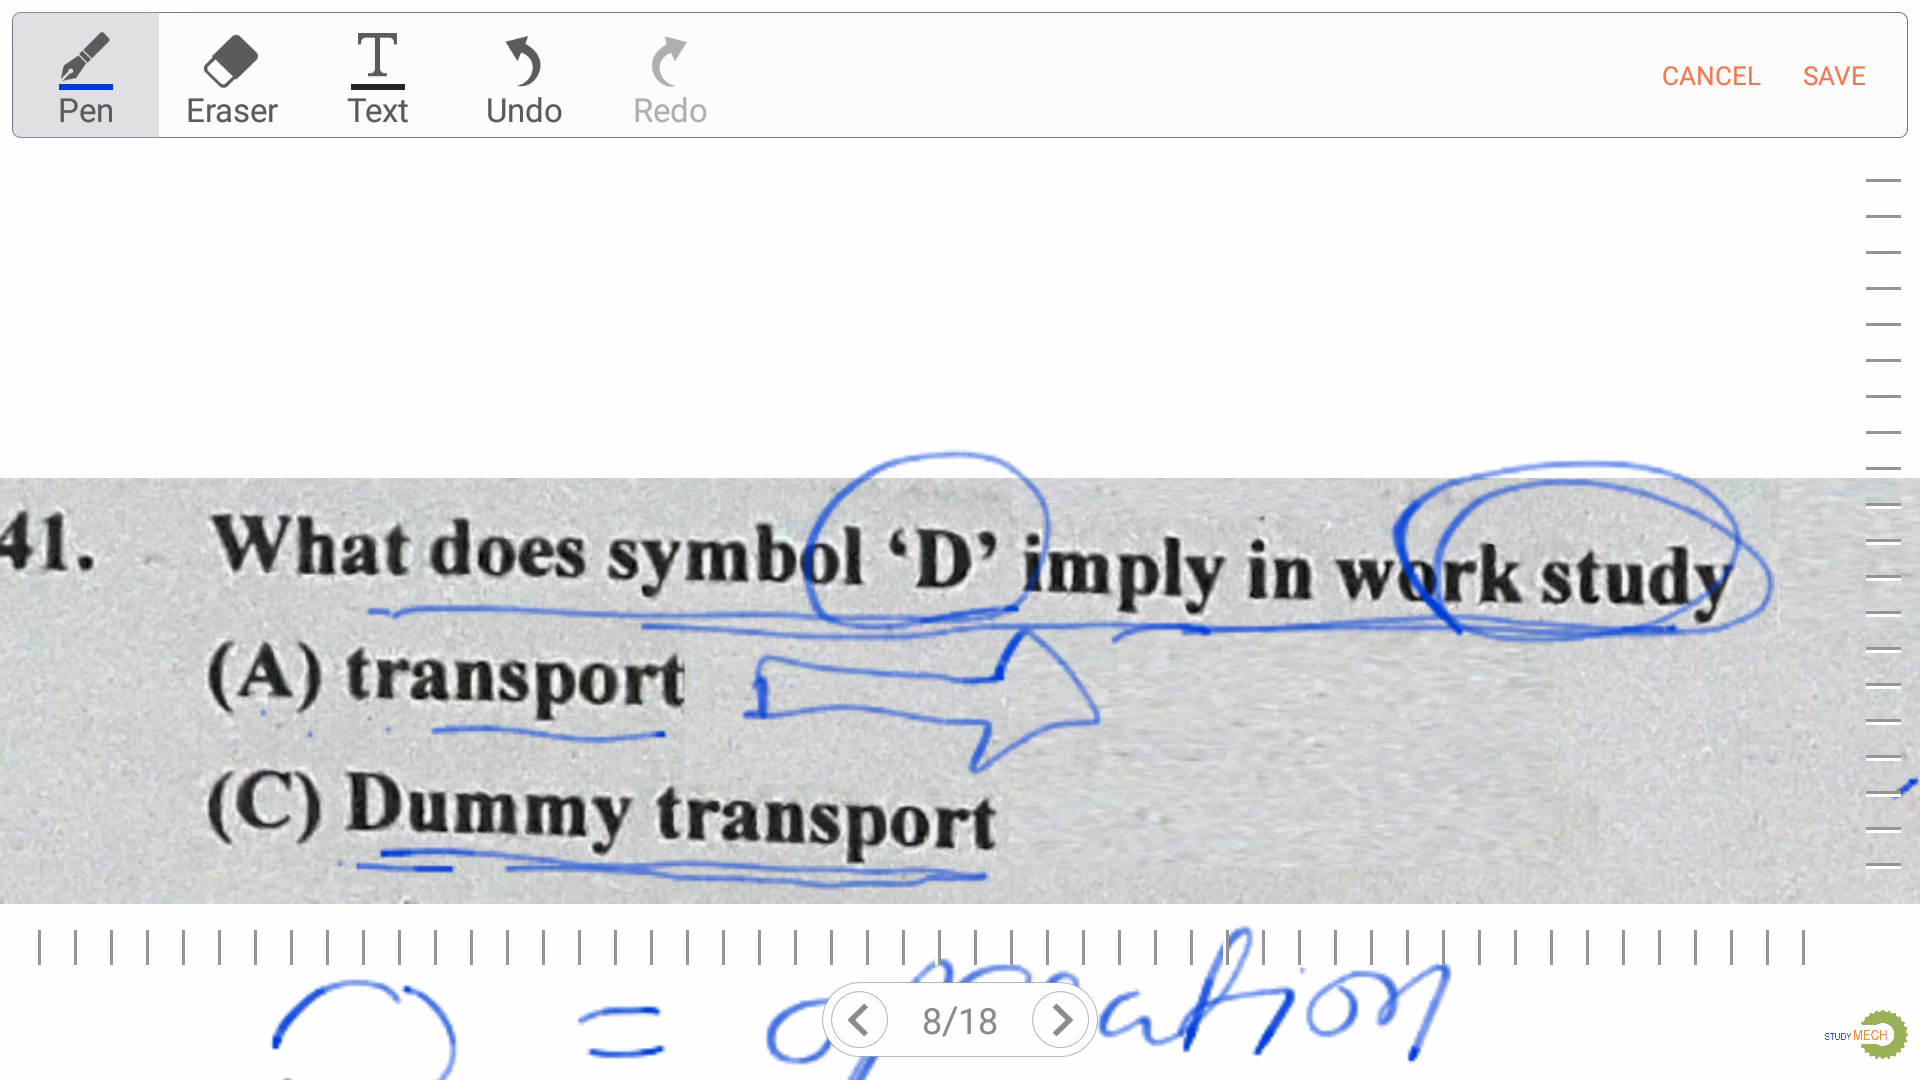 Pen Eraser Text Undo Redo CANCEL SAVE
41. What does symbol ‘D’ imply in work study
(A) transport
(C) Dummy transport
= operation
8/18
STUDY MECH